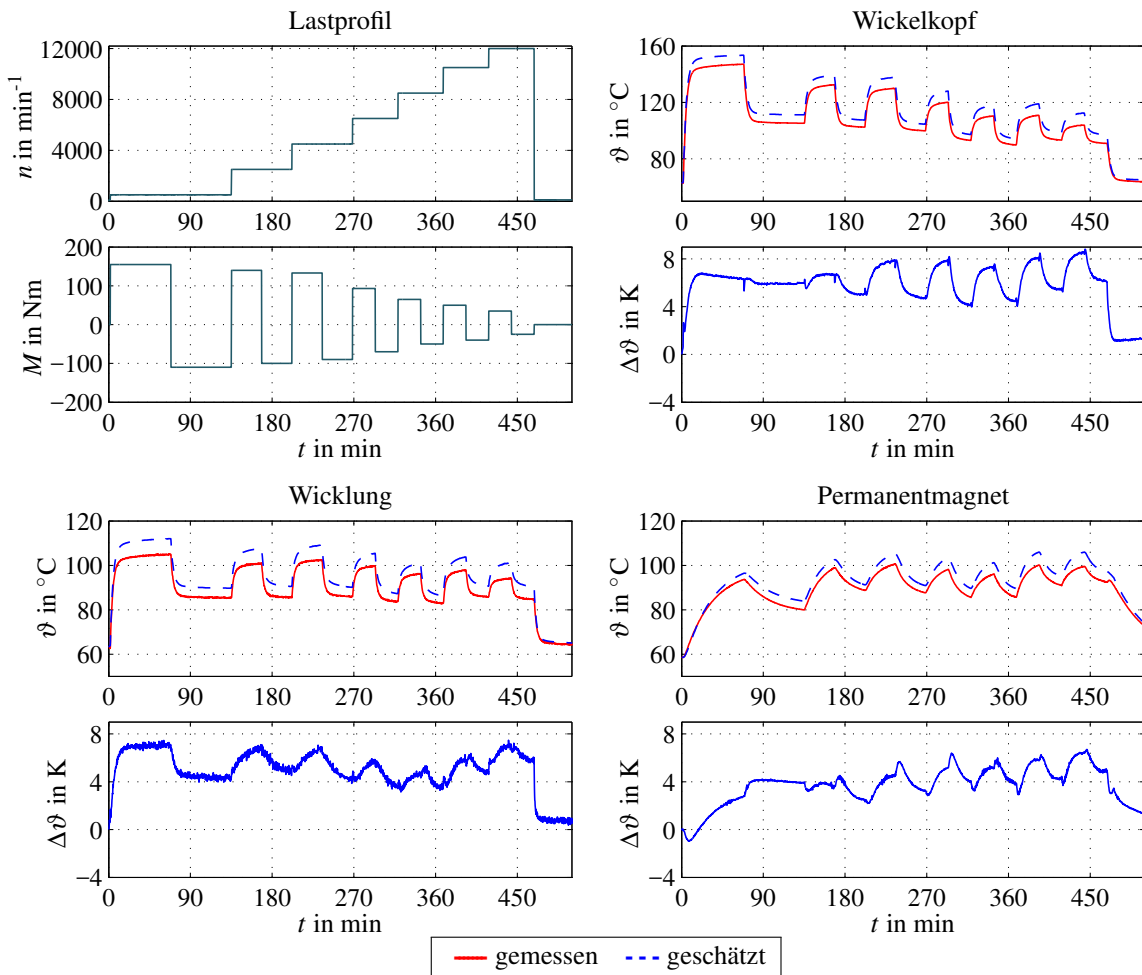 Lastprofil
12000
8000
4000
0
n in min-1
0 90 180 270 360 450
200
100
0
−100
−200
M in Nm
0 90 180 270 360 450
t in min
Wickelkopf
160
120
80
ϑ in °C
0 90 180 270 360 450
8
4
0
−4
Δϑ in K
0 90 180 270 360 450
t in min
Wicklung
120
100
80
60
ϑ in °C
0 90 180 270 360 450
8
4
0
−4
Δϑ in K
0 90 180 270 360 450
t in min
Permanentmagnet
120
100
80
60
ϑ in °C
0 90 180 270 360 450
8
4
0
−4
Δϑ in K
0 90 180 270 360 450
t in min
gemessen geschätzt